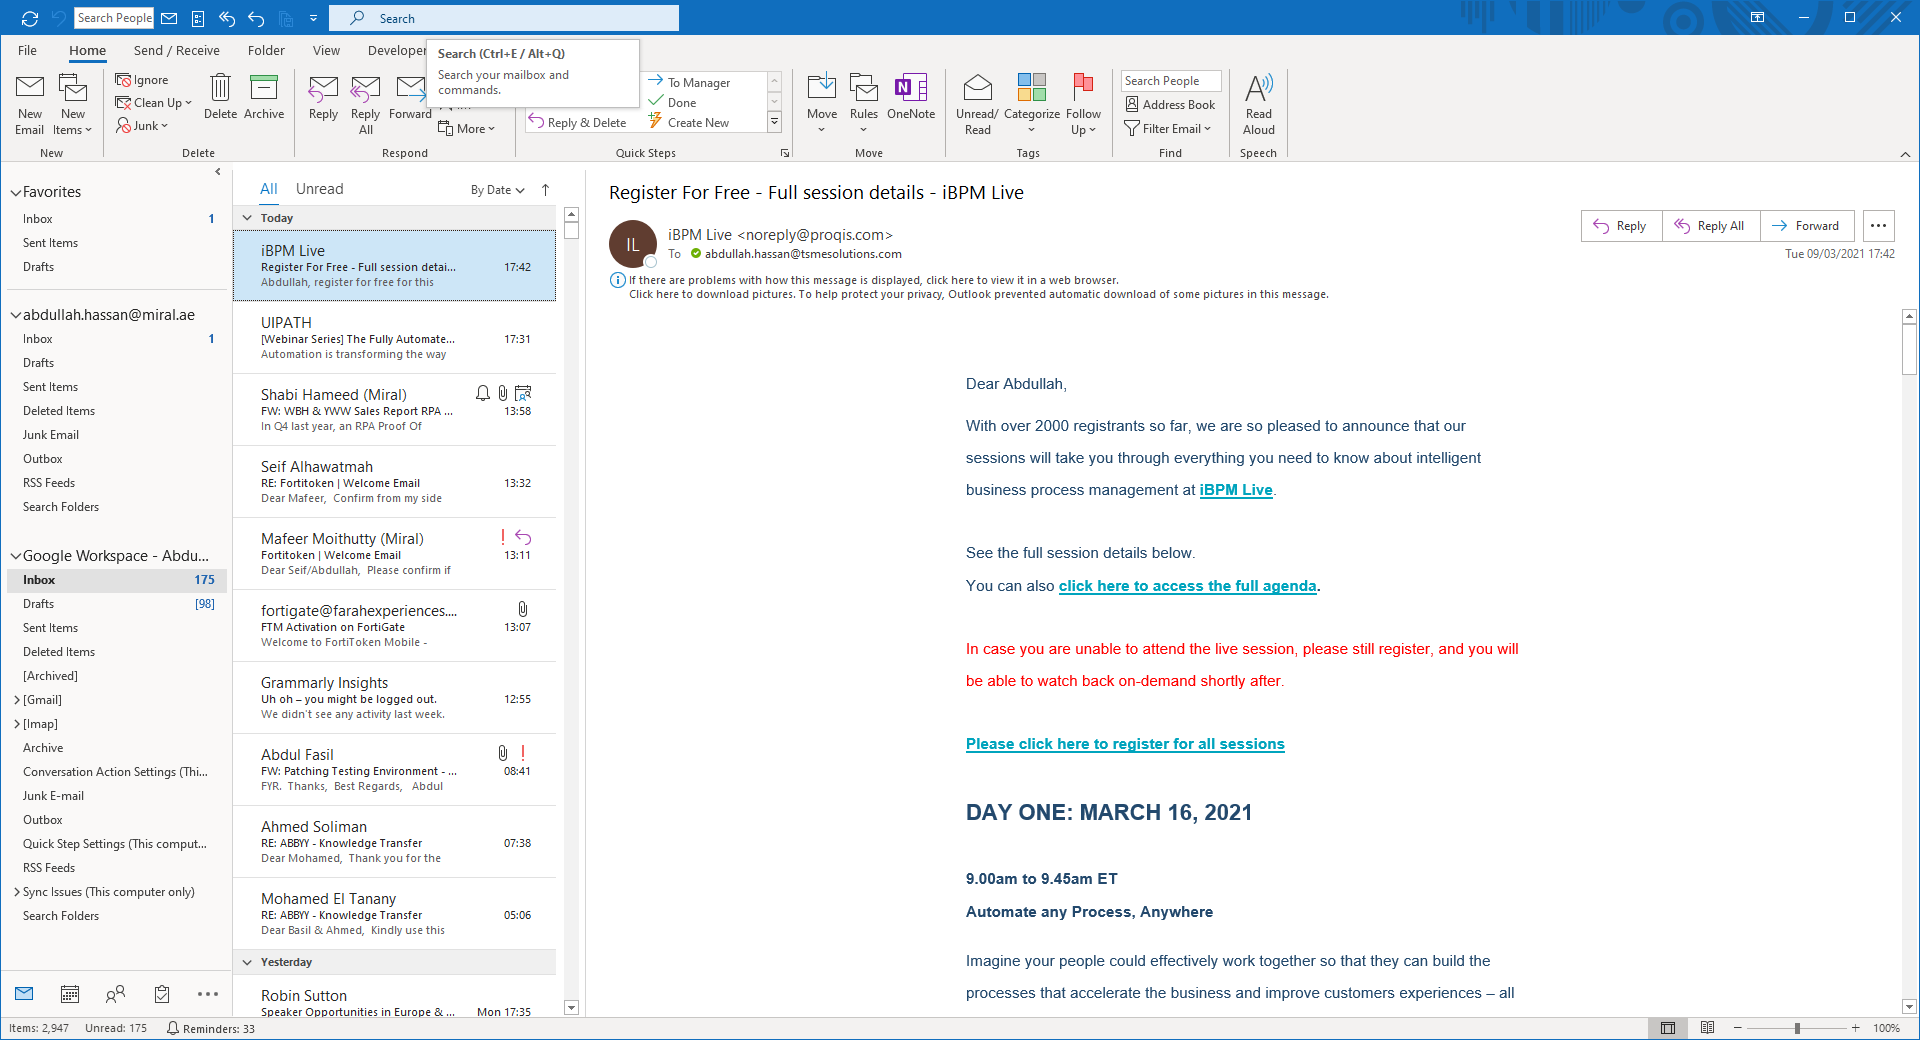 Search People
Search
File
Home
Send / Receive
Folder
View
Developer
Search (Ctrl+E / Alt+Q)
Search your mailbox and
commands.
New
Email
New
Items
New
Ignore
Clean Up
Junk
Delete
Archive
Delete
Reply
Reply
All
Forward
More
Respond
Reply & Delete
To Manager
Done
Create New
Quick Steps
Move
Rules
OneNote
Move
Unread/
Read
Categorize
Follow
Up
Tags
Search People
Address Book
Filter Email
Find
Read
Aloud
Speech
Favorites
Inbox 1
Sent Items
Drafts
abdullah.hassan@miral.ae
Inbox 1
Drafts
Sent Items
Deleted Items
Junk Email
Outbox
RSS Feeds
Search Folders
Google Workspace - Abdu...
Inbox 175
Drafts [98]
Sent Items
Deleted Items
[Archived]
[Gmail]
[Imap]
Archive
Conversation Action Settings (Thi...
Junk E-mail
Outbox
Quick Step Settings (This comput...
RSS Feeds
Sync Issues (This computer only)
Search Folders
All Unread By Date
Today
iBPM Live
Register For Free - Full session detai... 17:42
Abdullah, register for free for this
UIPATH
[Webinar Series] The Fully Automate... 17:31
Automation is transforming the way
Shabi Hameed (Miral)
FW: WBH & YWW Sales Report RPA ... 13:58
In Q4 last year, an RPA Proof Of
Seif Alhawatmah
RE: Fortitoken | Welcome Email 13:32
Dear Mafeer, Confirm from my side
Mafeer Moithutty (Miral)
Fortitoken | Welcome Email 13:11
Dear Seif/Abdullah, Please confirm if
fortigate@farahexperiences....
FTM Activation on FortiGate 13:07
Welcome to FortiToken Mobile -
Grammarly Insights
Uh oh – you might be logged out. 12:55
We didn't see any activity last week.
Abdul Fasil
FW: Patching Testing Environment - ... 08:41
FYR. Thanks, Best Regards, Abdul
Ahmed Soliman
RE: ABBYY - Knowledge Transfer 07:38
Dear Mohamed, Thank you for the
Mohamed El Tanany
RE: ABBYY - Knowledge Transfer 05:06
Dear Basil & Ahmed, Kindly use this
Yesterday
Robin Sutton
Speaker Opportunities in Europe & ... Mon 17:35
Register For Free - Full session details - iBPM Live
IL
iBPM Live <noreply@proqis.com>
To abdullah.hassan@tsmesolutions.com
Reply
Reply All
Forward
Tue 09/03/2021 17:42
If there are problems with how this message is displayed, click here to view it in a web browser.
Click here to download pictures. To help protect your privacy, Outlook prevented automatic download of some pictures in this message.
Dear Abdullah,
With over 2000 registrants so far, we are so pleased to announce that our
sessions will take you through everything you need to know about intelligent
business process management at iBPM Live.
See the full session details below.
You can also click here to access the full agenda.
In case you are unable to attend the live session, please still register, and you will
be able to watch back on-demand shortly after.
Please click here to register for all sessions
DAY ONE: MARCH 16, 2021
9.00am to 9.45am ET
Automate any Process, Anywhere
Imagine your people could effectively work together so that they can build the
processes that accelerate the business and improve customers experiences – all
Items: 2,947 Unread: 175 Reminders: 33
100%